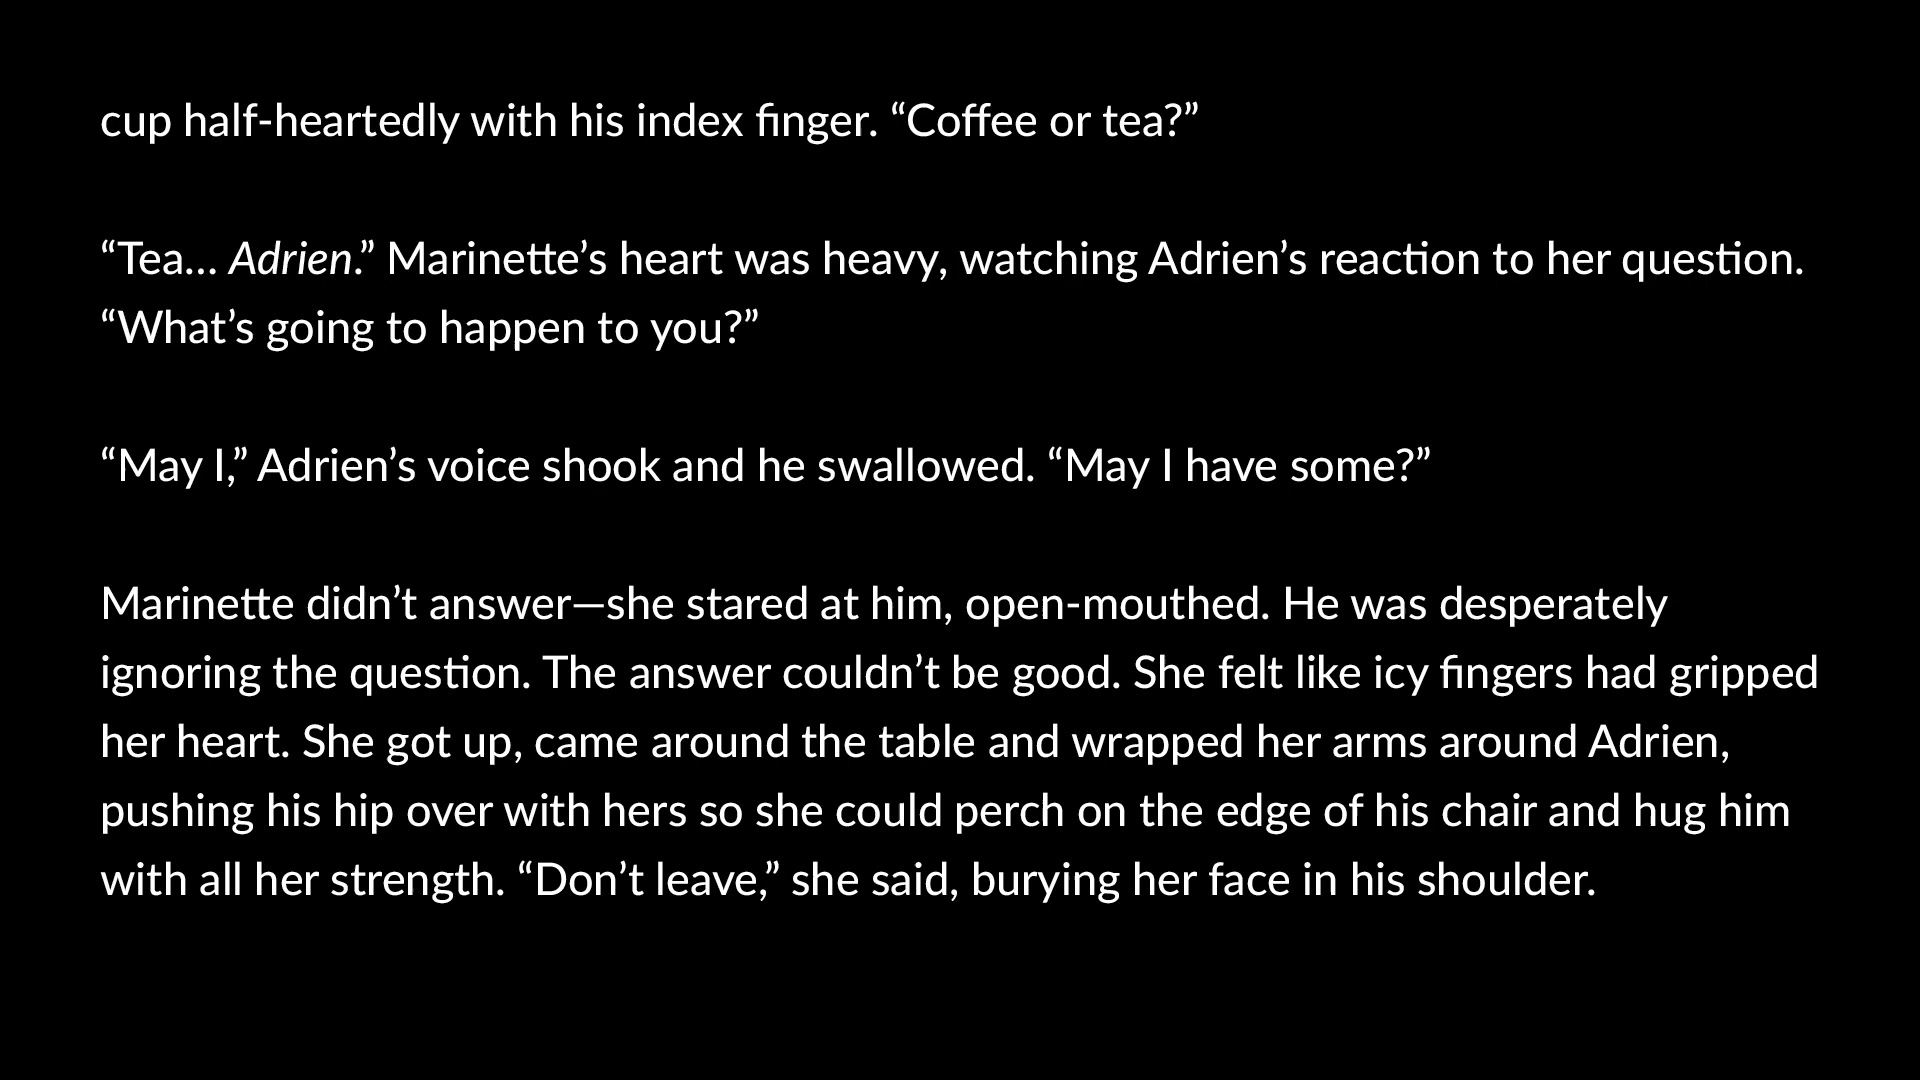 cup half-heartedly with his index finger. “Coffee or tea?”
“Tea… Adrien.” Marinette’s heart was heavy, watching Adrien’s reaction to her question.
“What’s going to happen to you?”
“May I,” Adrien’s voice shook and he swallowed. “May I have some?”
Marinette didn’t answer—she stared at him, open-mouthed. He was desperately
ignoring the question. The answer couldn’t be good. She felt like icy fingers had gripped
her heart. She got up, came around the table and wrapped her arms around Adrien,
pushing his hip over with hers so she could perch on the edge of his chair and hug him
with all her strength. “Don’t leave,” she said, burying her face in his shoulder.